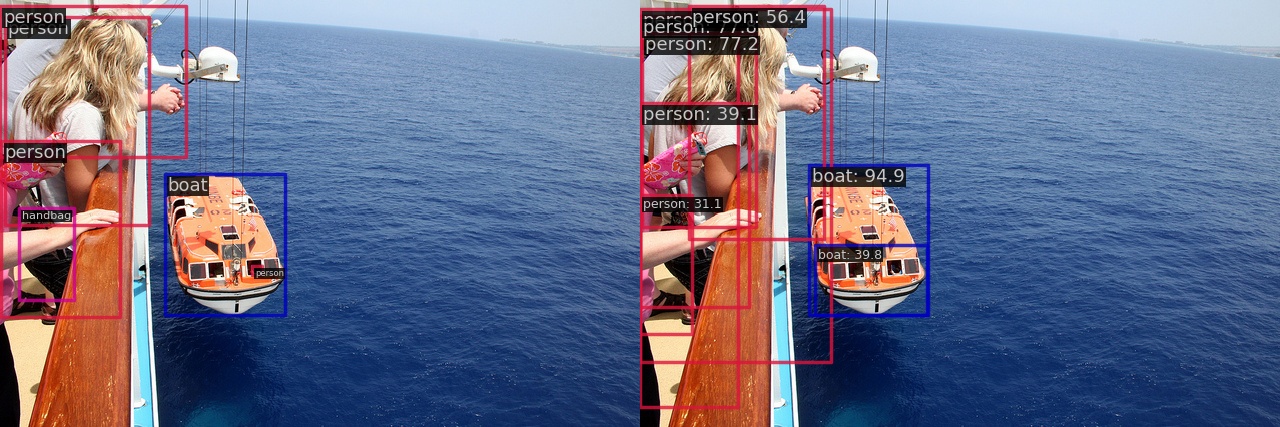 person
person
person
boat
handbag
person
person: 56.4
person: 77.8
person: 77.2
person: 39.1
person: 31.1
boat: 94.9
boat: 39.8